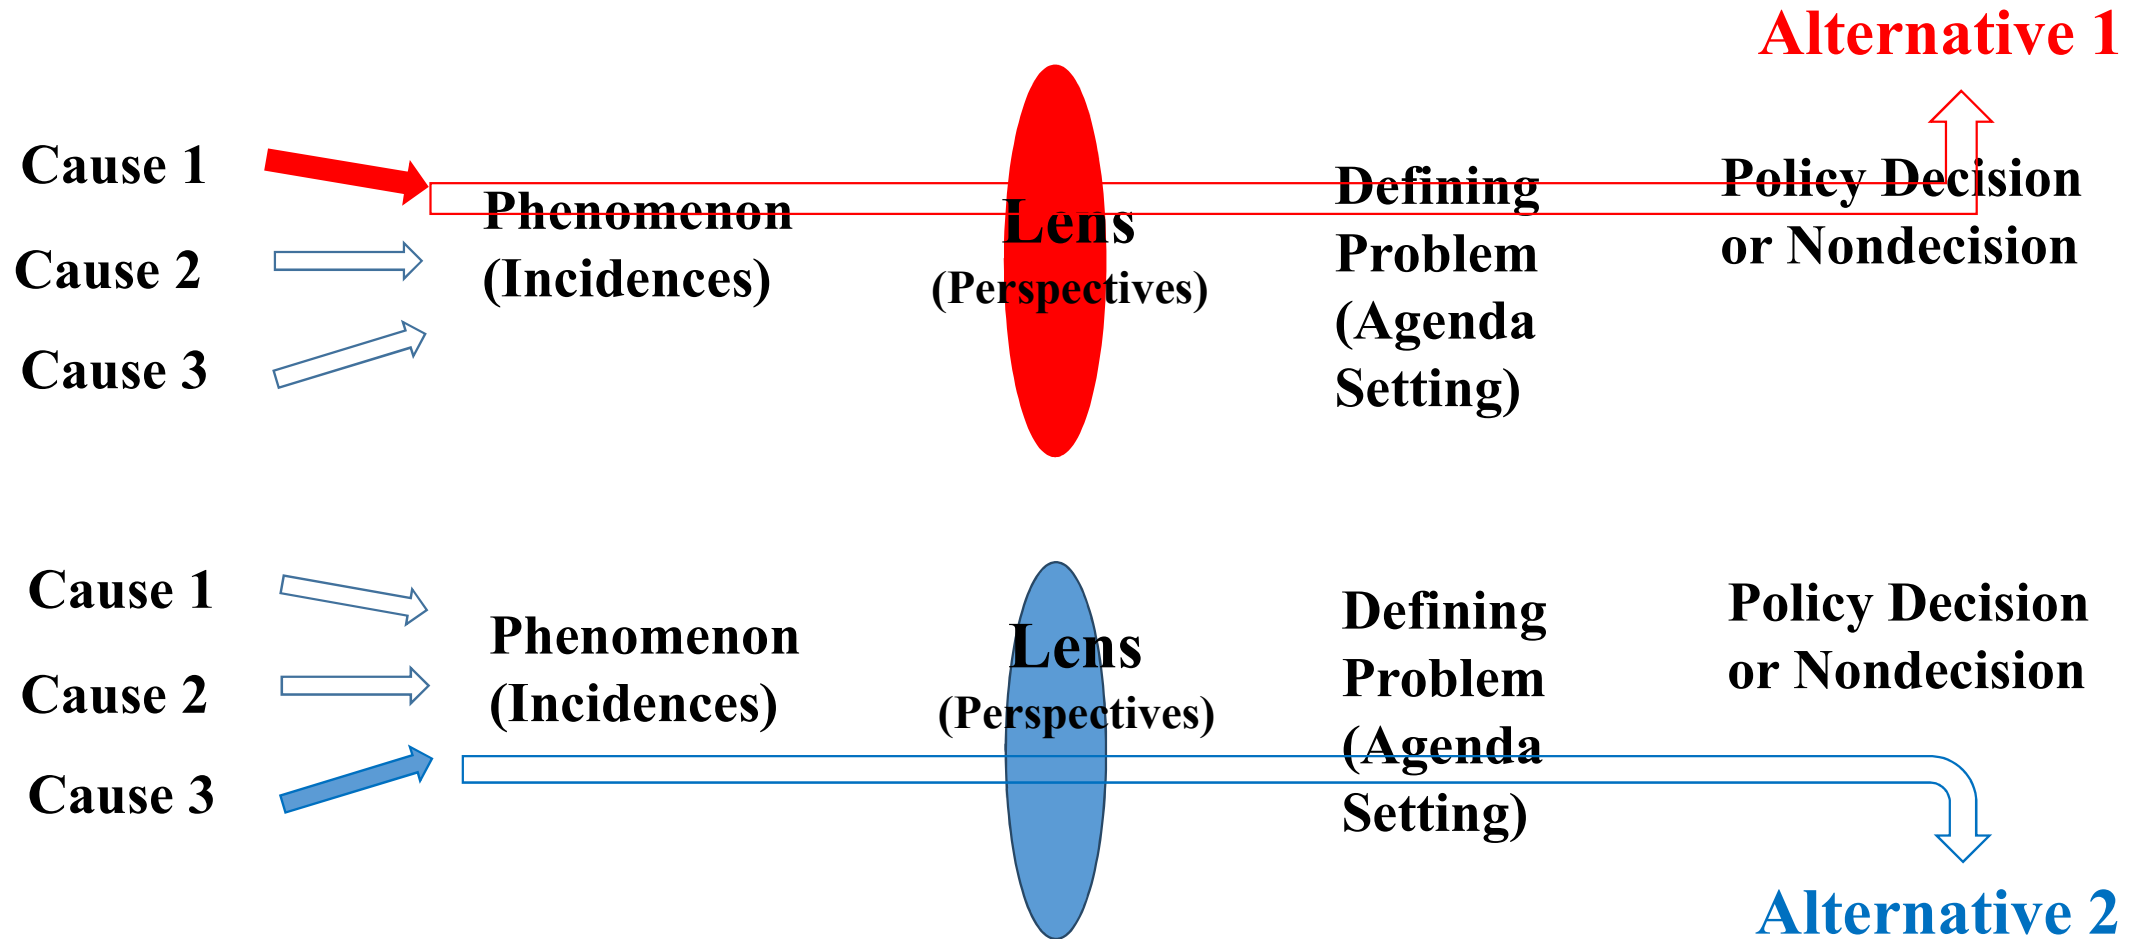 Alternative 1
Cause 1
Cause 2
Cause 3
Phenomenon
(Incidences)
Lens
(Perspectives)
Defining
Problem
(Agenda
Setting)
Policy Decision
or Nondecision
Cause 1
Cause 2
Cause 3
Phenomenon
(Incidences)
Lens
(Perspectives)
Defining
Problem
(Agenda
Setting)
Policy Decision
or Nondecision
Alternative 2